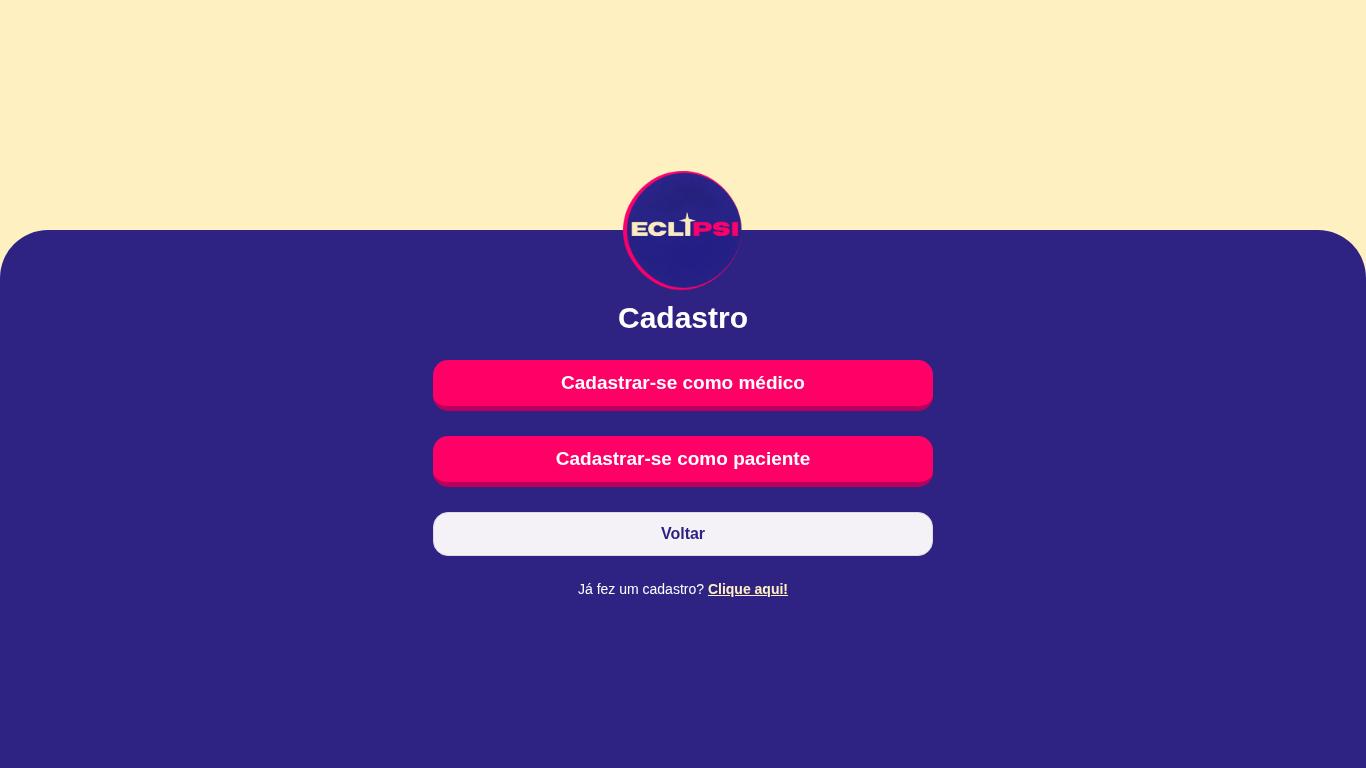 ECLIPSI
Cadastro
Cadastrar-se como médico
Cadastrar-se como paciente
Voltar
Já fez um cadastro? Clique aqui!